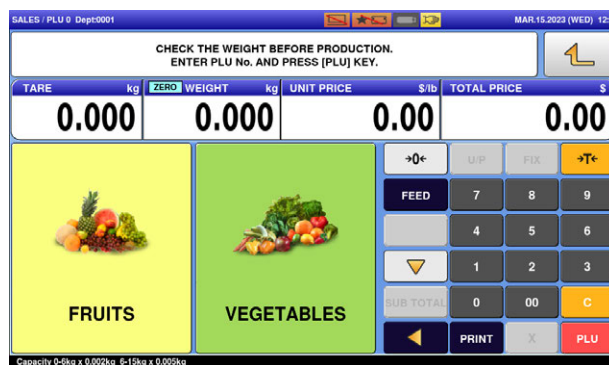 SALES / PLU 0 Dept:0001
MAR.15.2023 (WED) 12:
CHECK THE WEIGHT BEFORE PRODUCTION.
ENTER PLU No. AND PRESS [PLU] KEY.
TARE kg ZERO WEIGHT kg UNIT PRICE $/lb TOTAL PRICE $
0.000 0.000 0.00 0.00
→0← U/P FIX →T←
FEED 7 8 9
4 5 6
1 2 3
SUB TOTAL 0 00 C
FRUITS VEGETABLES
PRINT X PLU
Capacity 0-6kg x 0.002kg 6-15kg x 0.005kg